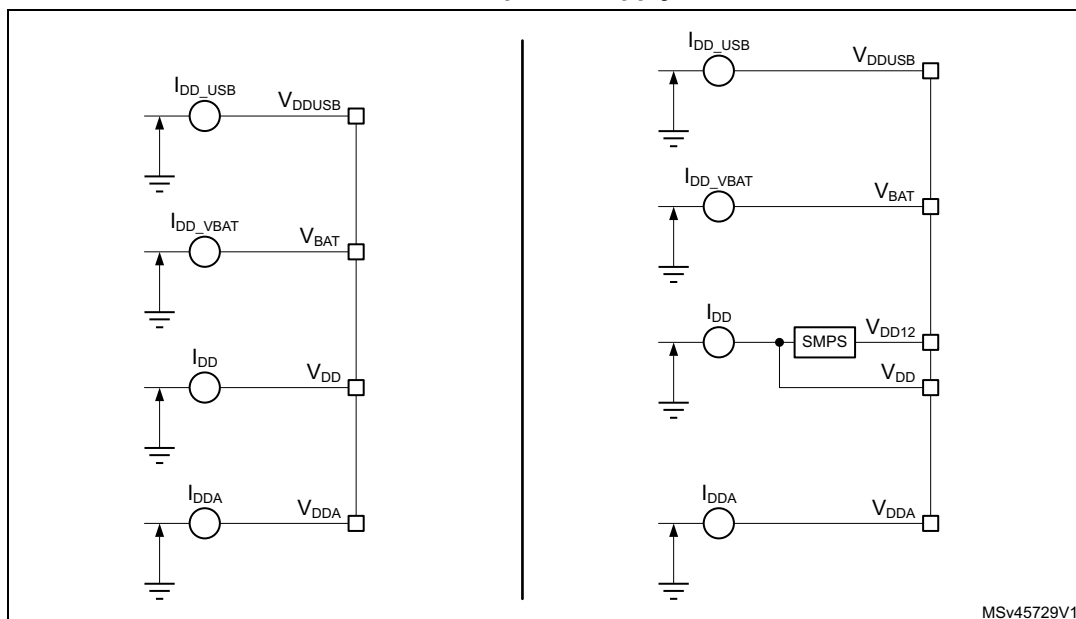 I_DD_USB
V_DDUSB
I_DD_VBAT
V_BAT
I_DD
V_DD
I_DDA
V_DDA
I_DD_USB
V_DDUSB
I_DD_VBAT
V_BAT
I_DD
SMPS
V_DD12
V_DD
I_DDA
V_DDA
MSv45729V1